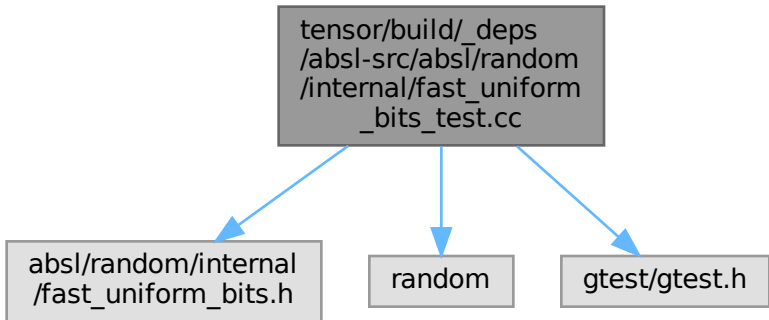 tensor/build/_deps
/absl-src/absl/random
/internal/fast_uniform
_bits_test.cc
absl/random/internal
/fast_uniform_bits.h
random
gtest/gtest.h